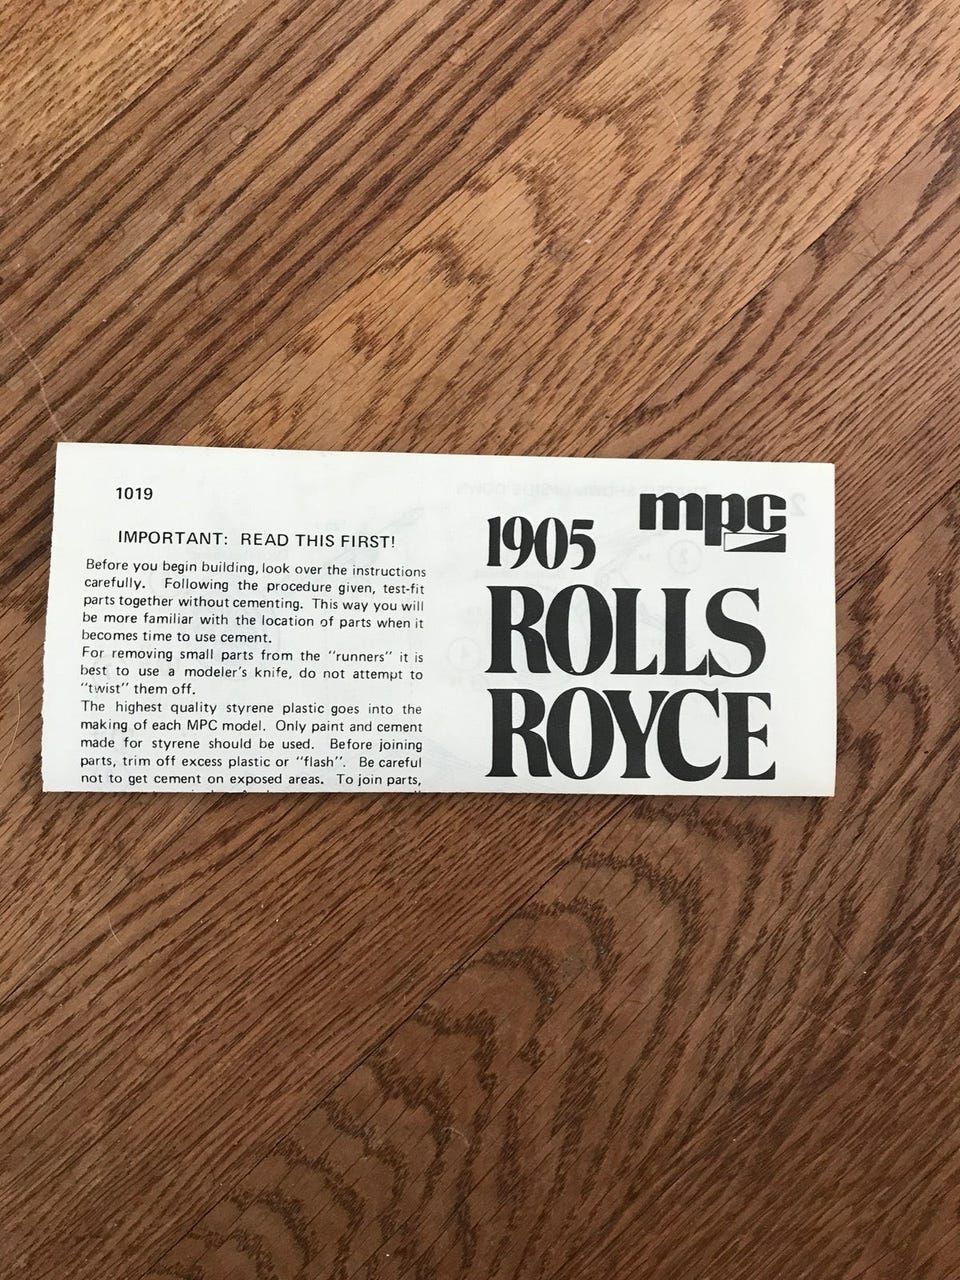 1019
IMPORTANT: READ THIS FIRST!
Before you begin building, look over the instructions
carefully. Following the procedure given, test-fit
parts together without cementing. This way you will
be more familiar with the location of parts when it
becomes time to use cement.
For removing small parts from the "runners" it is
best to use a modeler's knife, do not attempt to
"twist" them off.
The highest quality styrene plastic goes into the
making of each MPC model. Only paint and cement
made for styrene should be used. Before joining
parts, trim off excess plastic or "flash". Be careful
not to get cement on exposed areas. To join parts,
mpc
1905
ROLLS
ROYCE